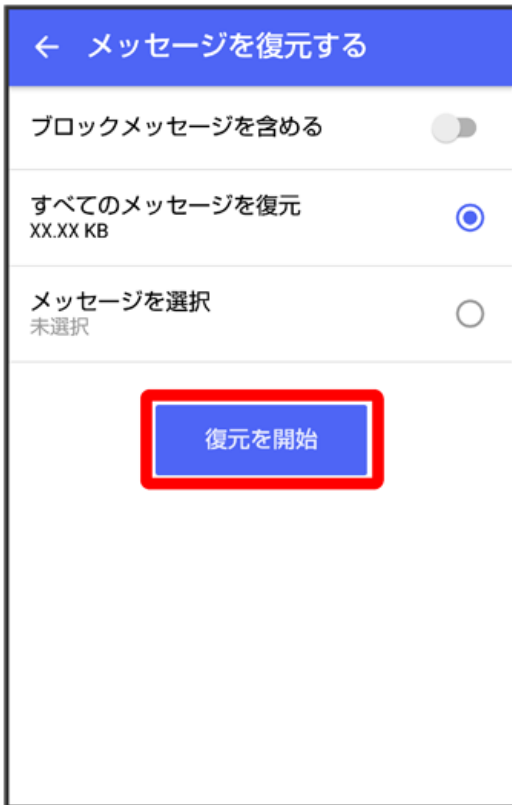 メッセージを復元する
ブロックメッセージを含める
すべてのメッセージを復元
XX.XX KB
メッセージを選択
未選択
復元を開始